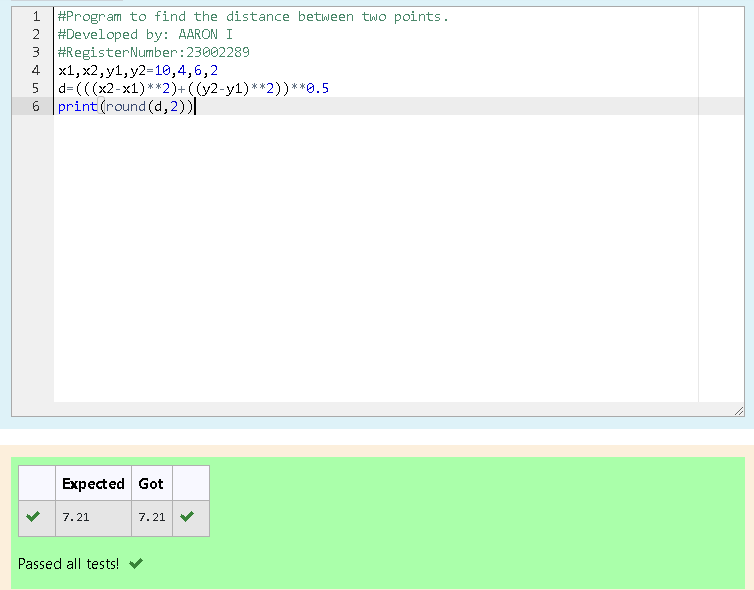 1 #Program to find the distance between two points.
2 #Developed by: AARON I
3 #RegisterNumber:23002289
4 x1,x2,y1,y2=10,4,6,2
5 d=(((x2-x1)**2)+((y2-y1)**2))**0.5
6 print(round(d,2))
Expected Got
7.21 7.21
Passed all tests!